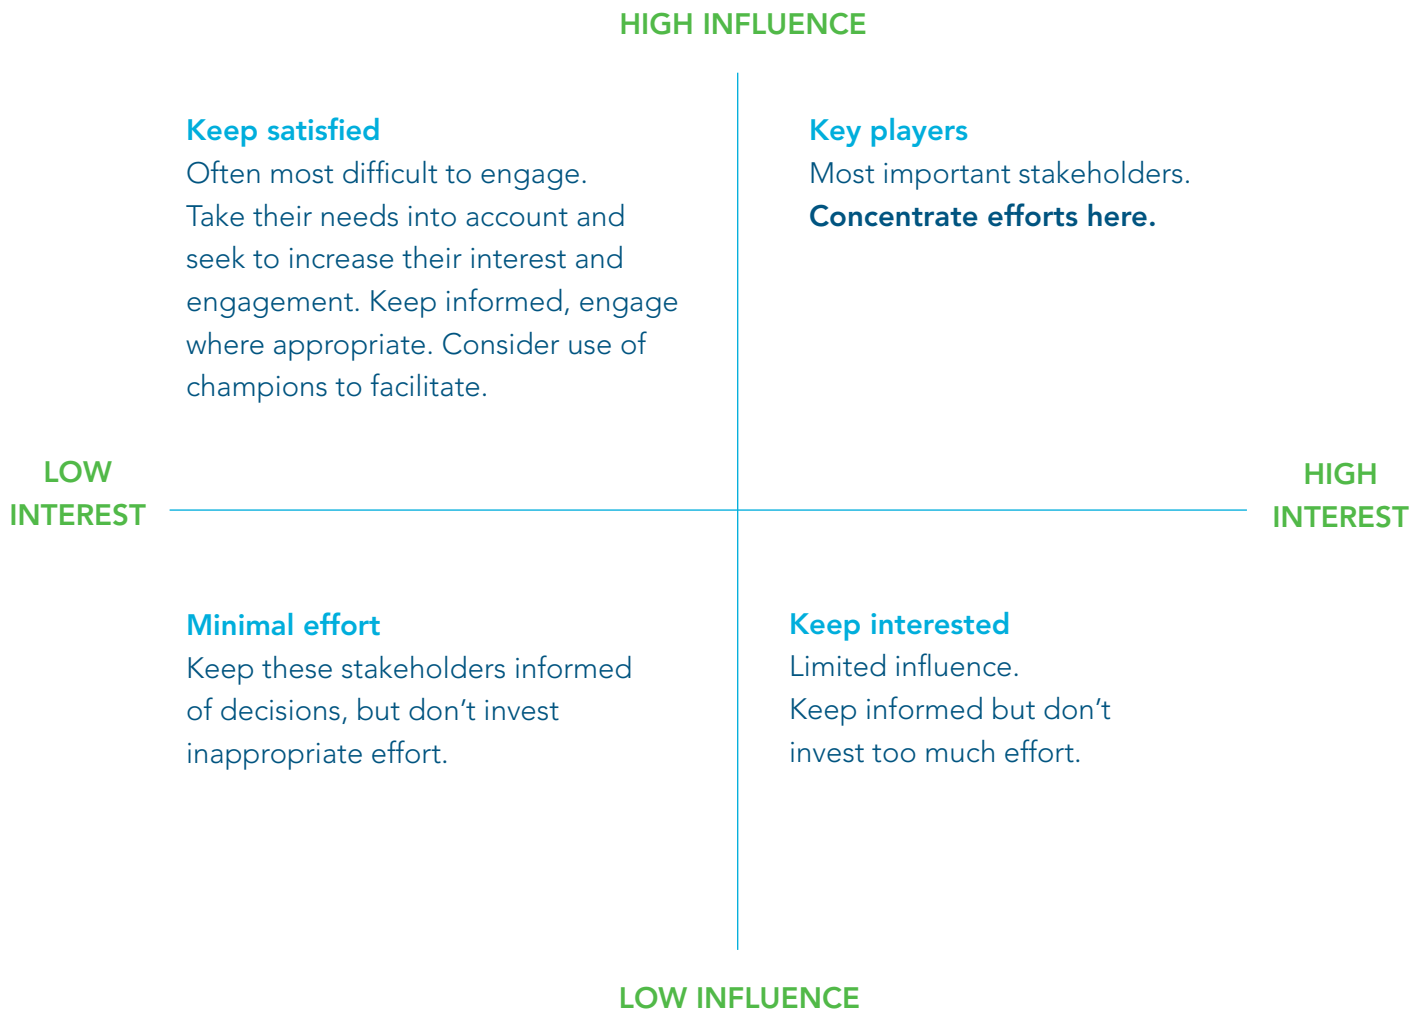 HIGH INFLUENCE
Keep satisfied
Often most difficult to engage.
Take their needs into account and
seek to increase their interest and
engagement. Keep informed, engage
where appropriate. Consider use of
champions to facilitate.
Key players
Most important stakeholders.
Concentrate efforts here.
LOW
INTEREST
HIGH
INTEREST
Minimal effort
Keep these stakeholders informed
of decisions, but don’t invest
inappropriate effort.
Keep interested
Limited influence.
Keep informed but don’t
invest too much effort.
LOW INFLUENCE